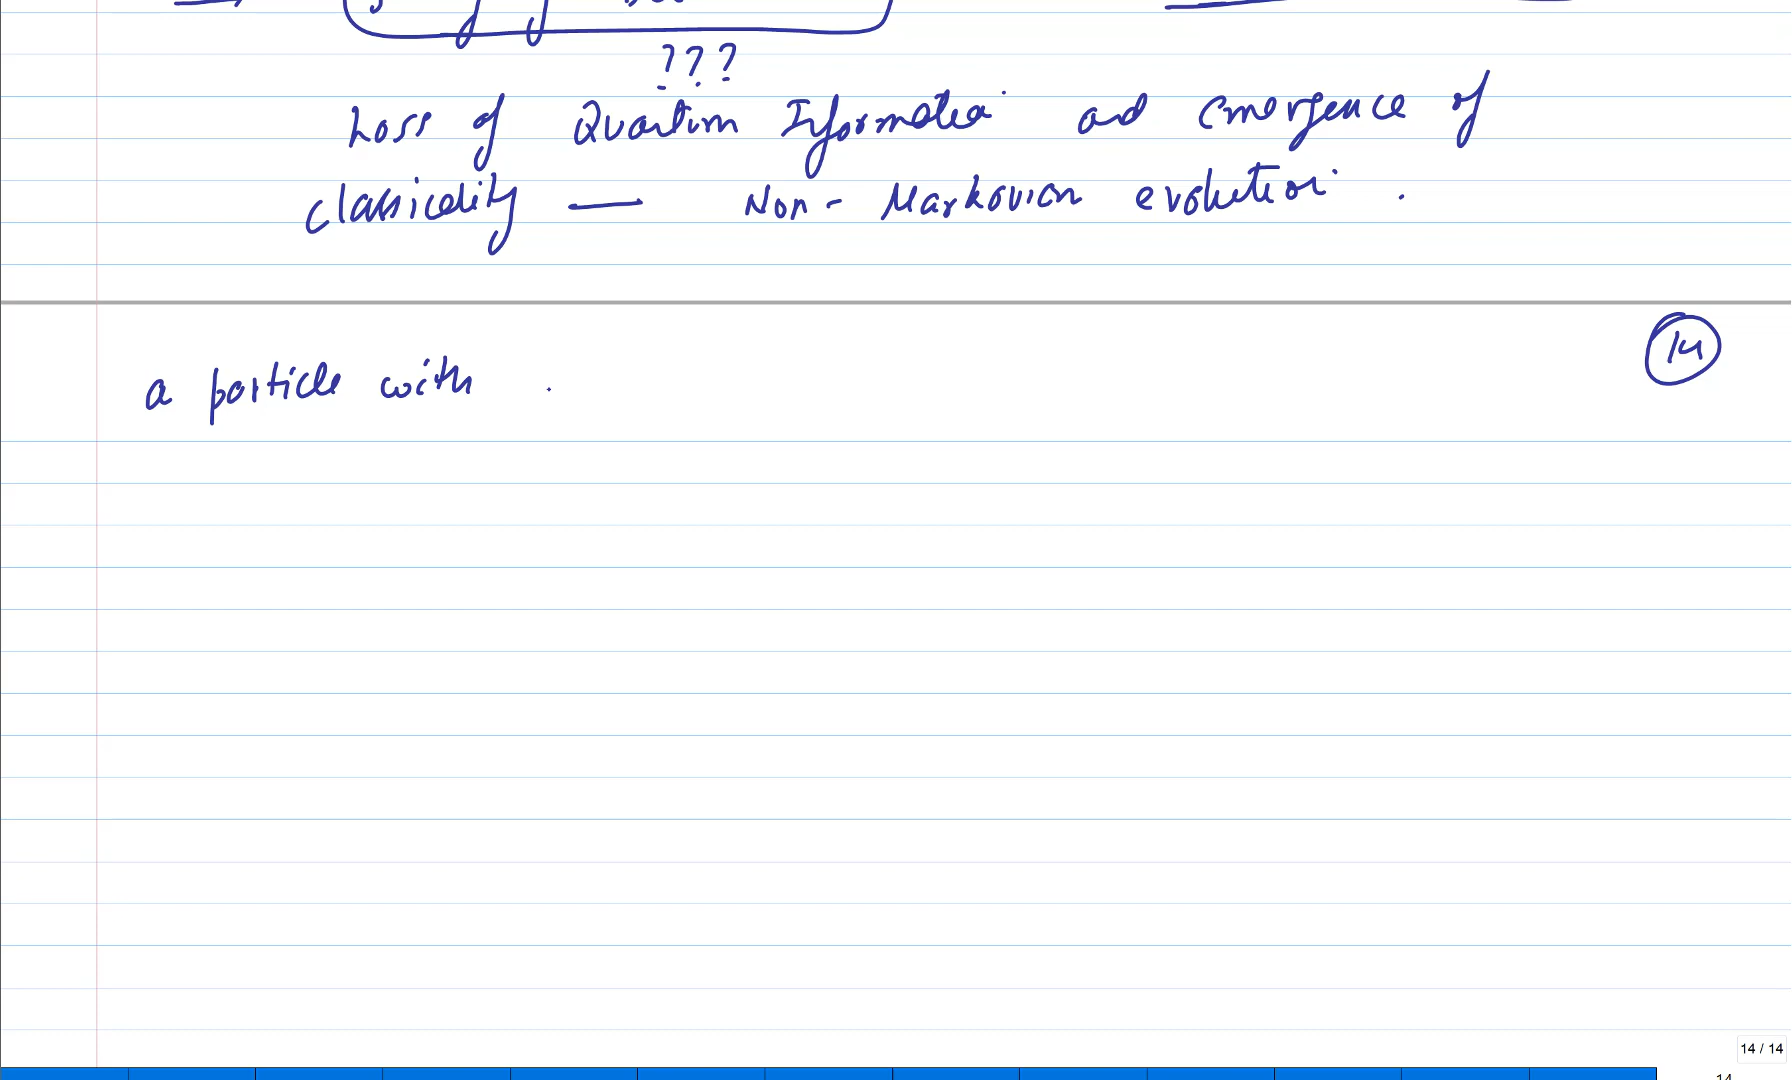 ???
Loss of Quantum Information and emergence of
classicality — Non-Markovian evolution.
14
a particle with
14 / 14